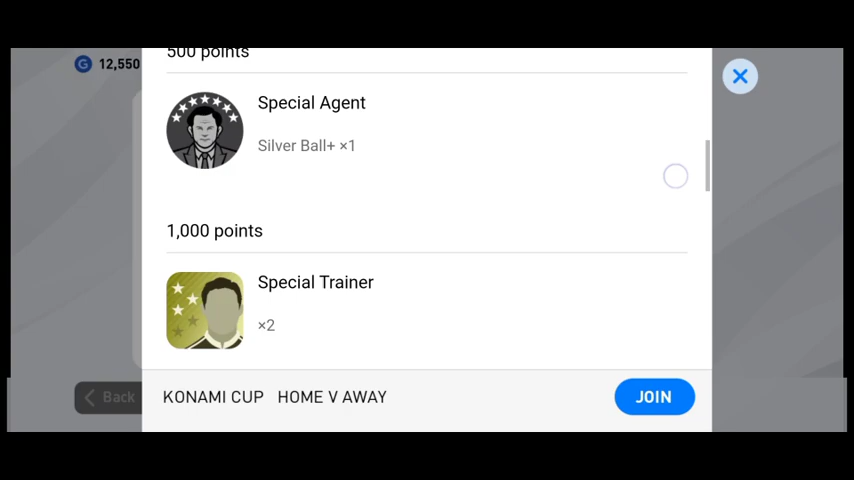 500 points
G 12,550
Special Agent
Silver Ball+ ×1
1,000 points
Special Trainer
×2
Back
KONAMI CUP HOME V AWAY
JOIN